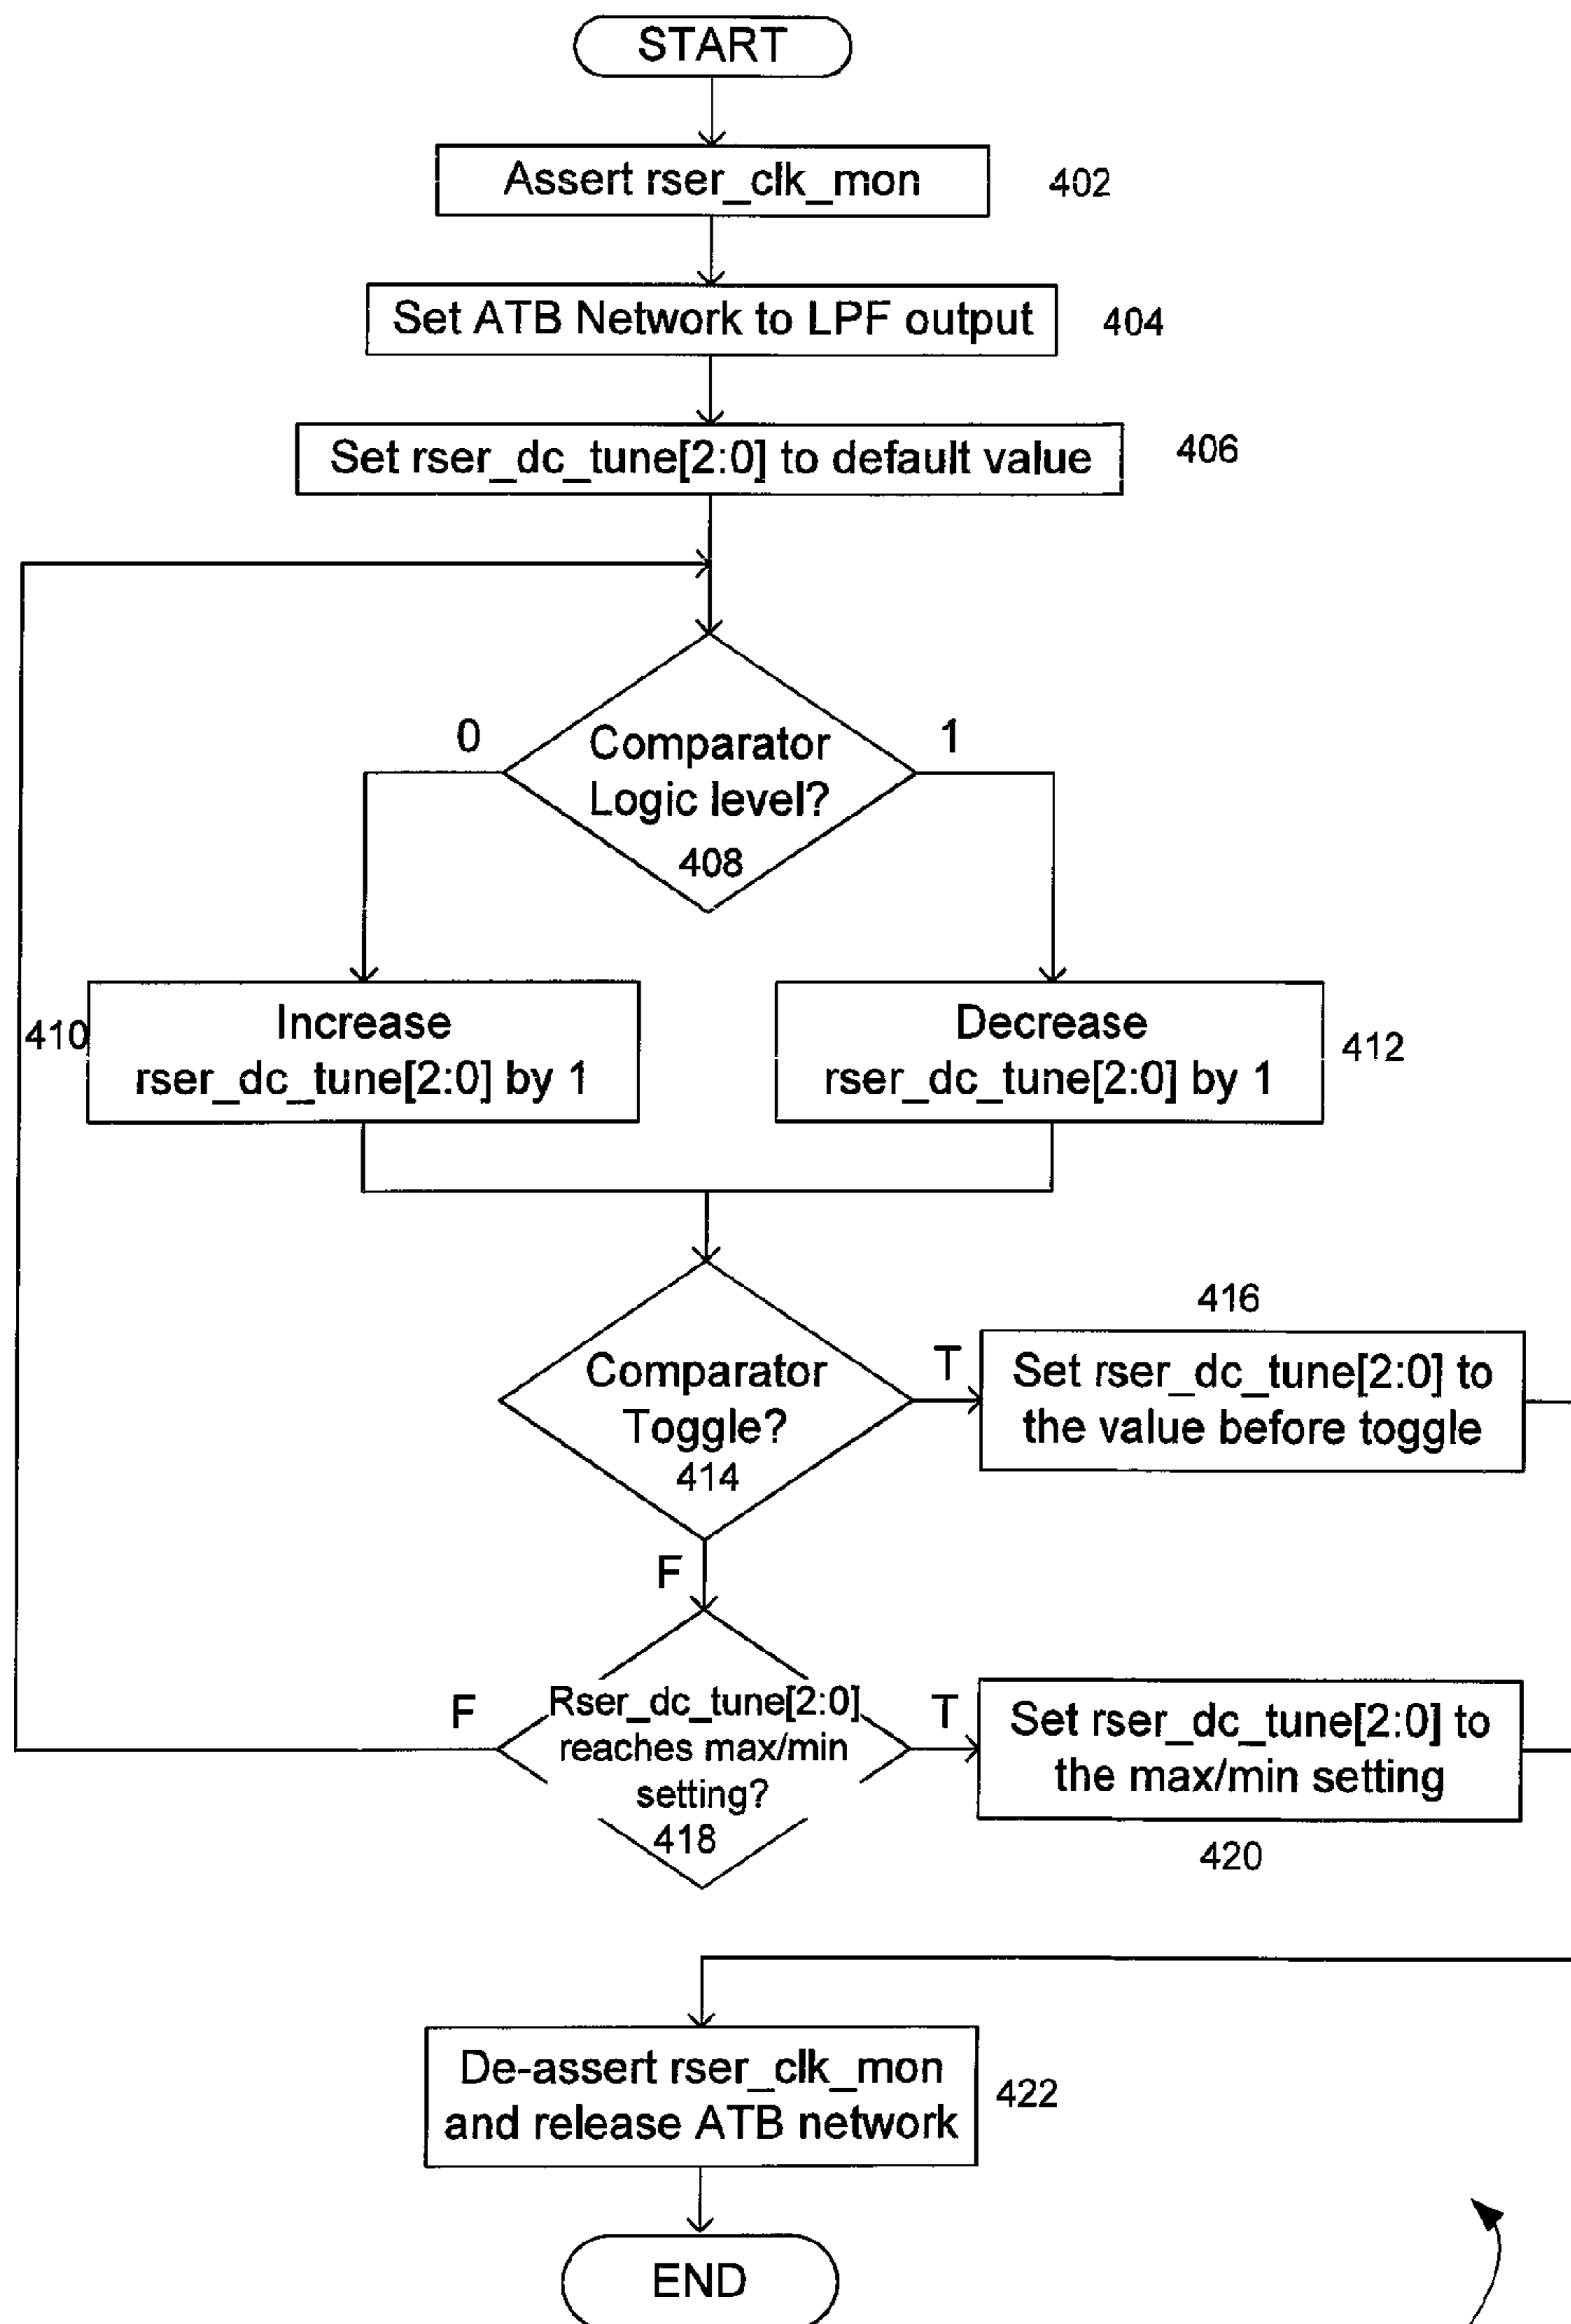 START
Assert rser_clk_mon
402
Set ATB Network to LPF output
404
Set rser_dc_tune[2:0] to default value
406
0
1
Comparator
Logic level?
408
410
Increase
rser_dc_tune[2:0] by 1
Decrease
rser_dc_tune[2:0] by 1
412
Comparator
Toggle?
414
T
416
Set rser_dc_tune[2:0] to
the value before toggle
F
F
Rser_dc_tune[2:0]
reaches max/min
setting?
418
T
Set rser_dc_tune[2:0] to
the max/min setting
420
De-assert rser_clk_mon
and release ATB network
422
END